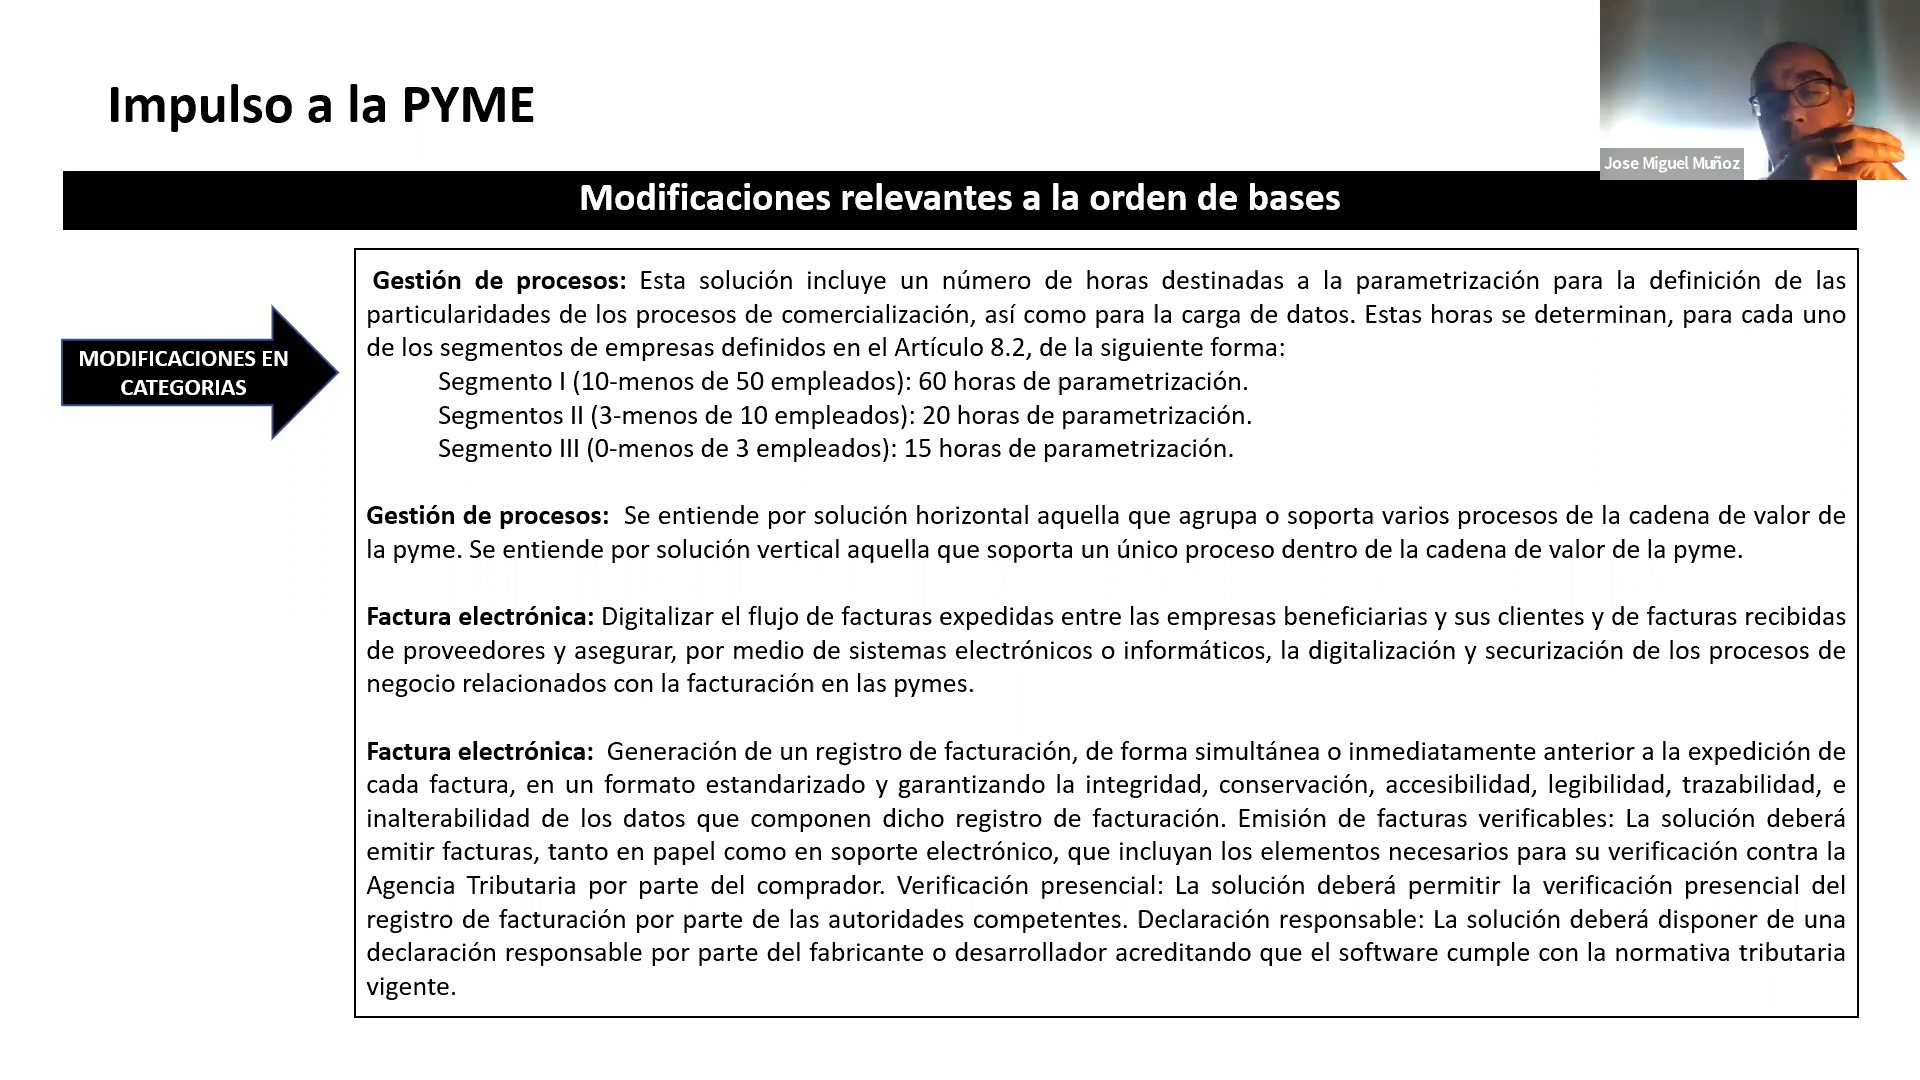 Impulso a la PYME
Jose Miguel Muñoz
Modificaciones relevantes a la orden de bases
MODIFICACIONES EN
CATEGORIAS
Gestión de procesos: Esta solución incluye un número de horas destinadas a la parametrización para la definición de las
particularidades de los procesos de comercialización, así como para la carga de datos. Estas horas se determinan, para cada uno
de los segmentos de empresas definidos en el Artículo 8.2, de la siguiente forma:
Segmento I (10-menos de 50 empleados): 60 horas de parametrización.
Segmentos II (3-menos de 10 empleados): 20 horas de parametrización.
Segmento III (0-menos de 3 empleados): 15 horas de parametrización.
Gestión de procesos: Se entiende por solución horizontal aquella que agrupa o soporta varios procesos de la cadena de valor de
la pyme. Se entiende por solución vertical aquella que soporta un único proceso dentro de la cadena de valor de la pyme.
Factura electrónica: Digitalizar el flujo de facturas expedidas entre las empresas beneficiarias y sus clientes y de facturas recibidas
de proveedores y asegurar, por medio de sistemas electrónicos o informáticos, la digitalización y securización de los procesos de
negocio relacionados con la facturación en las pymes.
Factura electrónica: Generación de un registro de facturación, de forma simultánea o inmediatamente anterior a la expedición de
cada factura, en un formato estandarizado y garantizando la integridad, conservación, accesibilidad, legibilidad, trazabilidad, e
inalterabilidad de los datos que componen dicho registro de facturación. Emisión de facturas verificables: La solución deberá
emitir facturas, tanto en papel como en soporte electrónico, que incluyan los elementos necesarios para su verificación contra la
Agencia Tributaria por parte del comprador. Verificación presencial: La solución deberá permitir la verificación presencial del
registro de facturación por parte de las autoridades competentes. Declaración responsable: La solución deberá disponer de una
declaración responsable por parte del fabricante o desarrollador acreditando que el software cumple con la normativa tributaria
vigente.